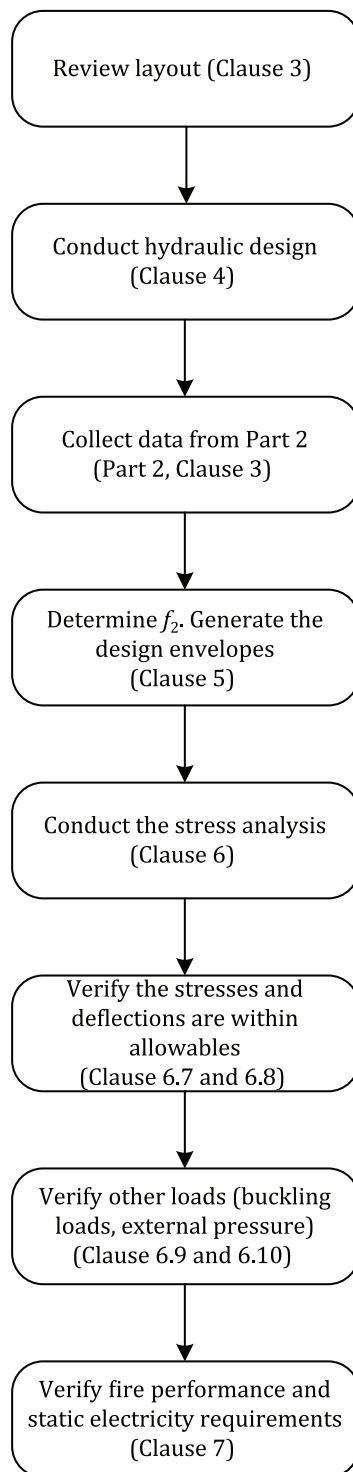 Review layout (Clause 3)
Conduct hydraulic design
(Clause 4)
Collect data from Part 2
(Part 2, Clause 3)
Determine f₂. Generate the
design envelopes
(Clause 5)
Conduct the stress analysis
(Clause 6)
Verify the stresses and
deflections are within
allowables
(Clause 6.7 and 6.8)
Verify other loads (buckling
loads, external pressure)
(Clause 6.9 and 6.10)
Verify fire performance and
static electricity requirements
(Clause 7)